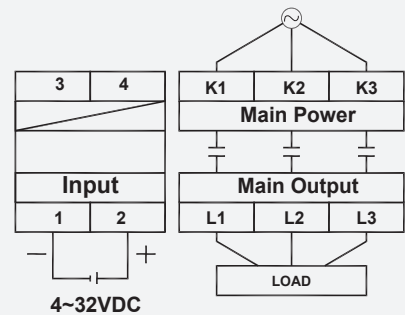 3 4 K1 K2 K3
Main Power
Input Main Output
1 2 L1 L2 L3
− +
LOAD
4~32VDC